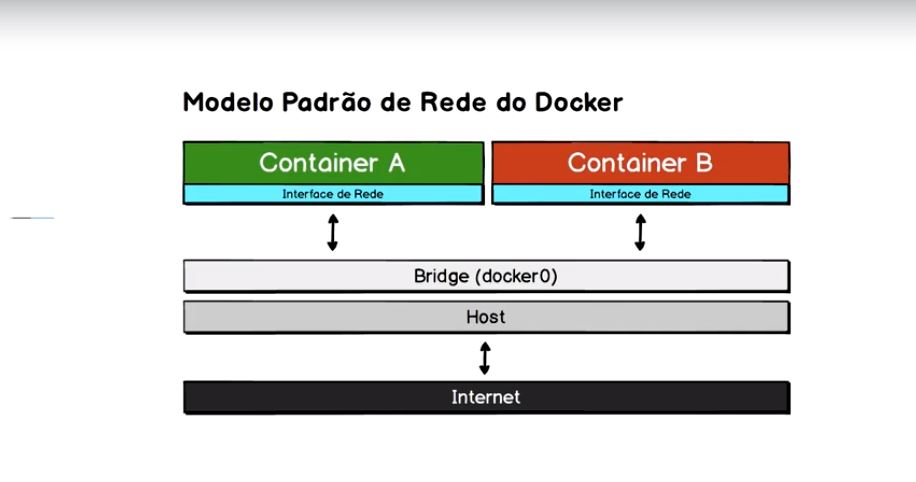 Modelo Padrão de Rede do Docker
Container A
Container B
Interface de Rede
Interface de Rede
Bridge (docker0)
Host
Internet